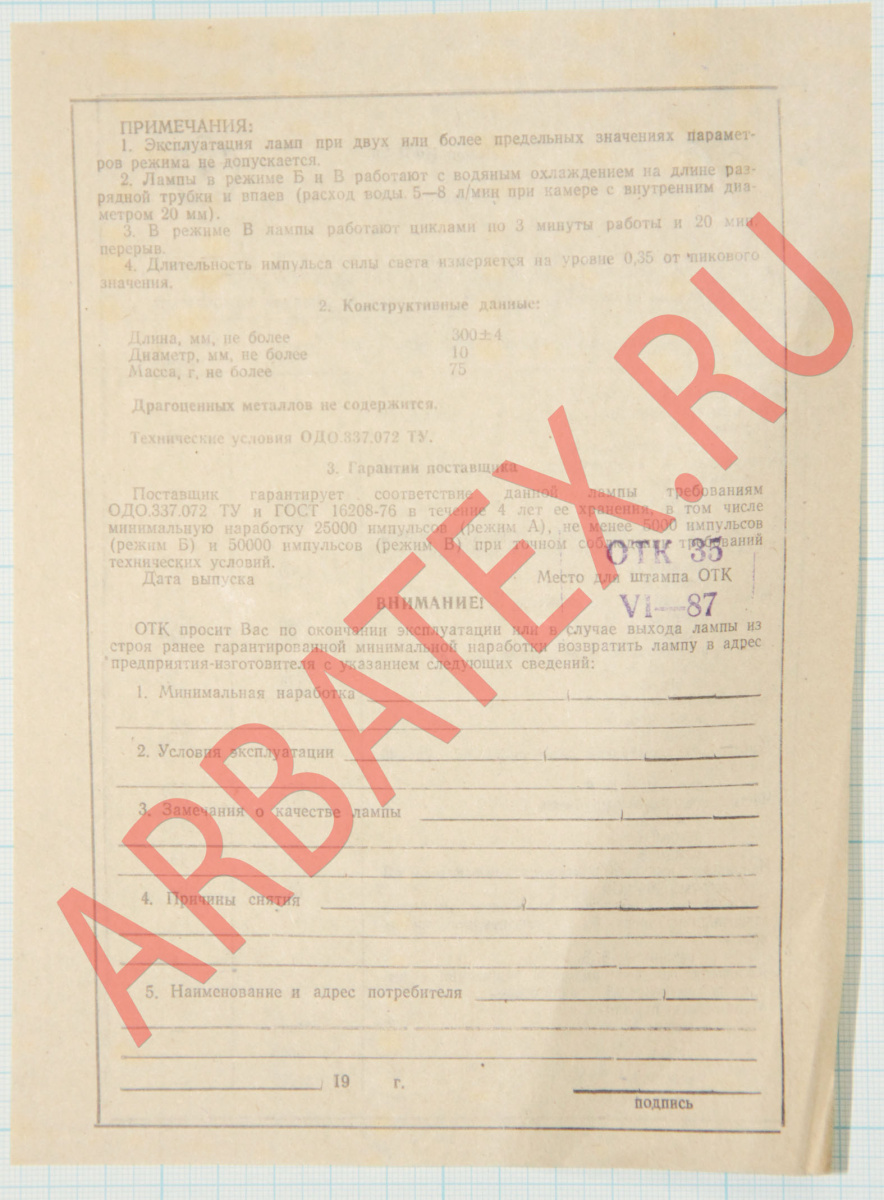 ПРИМЕЧАНИЯ:
1. Эксплуатация ламп при двух или более предельных значениях парамет-
ров режима не допускается.
2. Лампы в режиме Б и В работают с водяным охлаждением на длине раз-
рядной трубки и впаев (расход воды 5—8 л/мин при камере с внутренним диа-
метром 20 мм).
3. В режиме В лампы работают циклами по 3 минуты работы и 20 мин.
перерыв.
4. Длительность импульса силы света измеряется на уровне 0,35 от пикового
значения.
2. Конструктивные данные:
Длина, мм, не более 300±4
Диаметр, мм, не более 10
Масса, г, не более 75
Драгоценных металлов не содержится.
Технические условия ОДО.337.072 ТУ.
3. Гарантии поставщика
Поставщик гарантирует соответствие данной лампы требованиям
ОДО.337.072 ТУ и ГОСТ 16208-76 в течение 4 лет ее хранения, в том числе
минимальную наработку 25000 импульсов (режим А), не менее 5000 импульсов
(режим Б) и 50000 импульсов (режим В) при точном соблюдении требований
технических условий.
ОТК 35
Дата выпуска Место для штампа ОТК
VI—87
ВНИМАНИЕ!
ОТК просит Вас по окончании эксплуатации или в случае выхода лампы из
строя ранее гарантированной минимальной наработки возвратить лампу в адрес
предприятия-изготовителя с указанием следующих сведений:
1. Минимальная наработка
2. Условия эксплуатации
3. Замечания о качестве лампы
4. Причины снятия
5. Наименование и адрес потребителя
19 г.
подпись
ARBATEX.RU